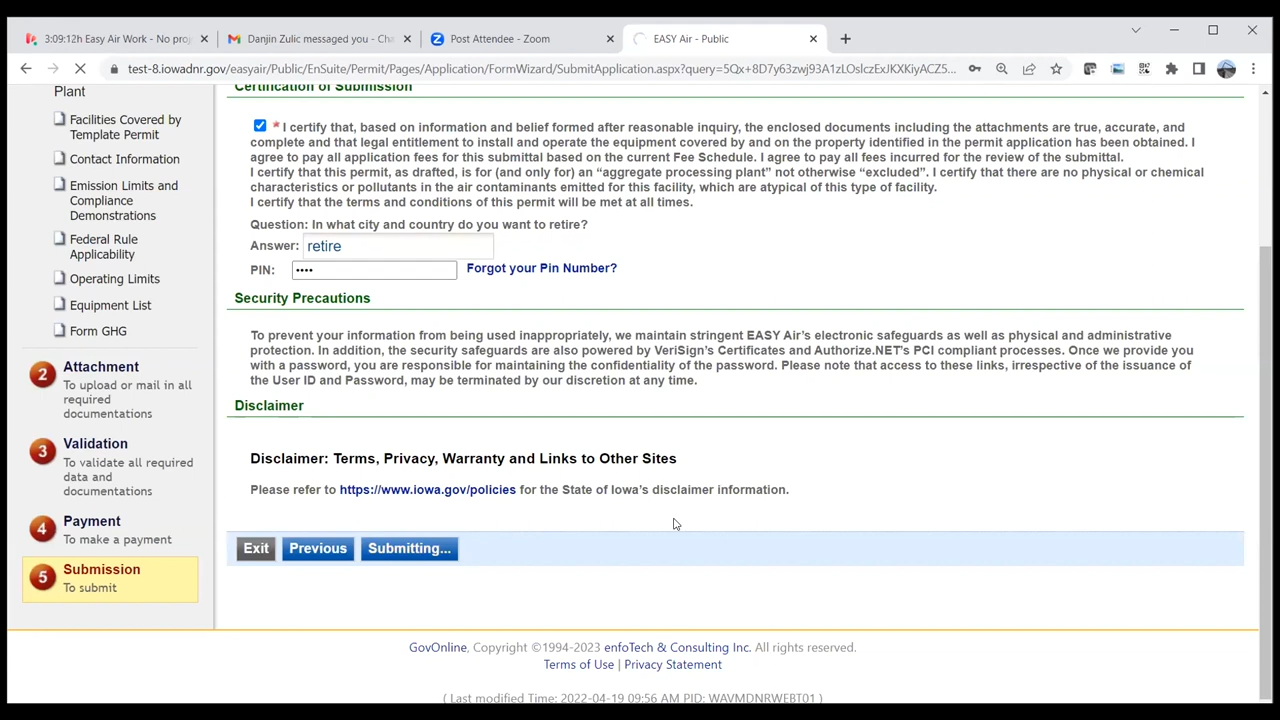 3:09:12h Easy Air Work - No proj
Danjin Zulic messaged you - Cha
Post Attendee - Zoom
EASY Air - Public
test-8.iowadnr.gov/easyair/Public/EnSuite/Permit/Pages/Application/FormWizard/SubmitApplication.aspx?query=5Qx+8D7y63zwj93A1zLOslczExJKXKiyACZ5...
Plant
Facilities Covered by
Template Permit
Contact Information
Emission Limits and
Compliance
Demonstrations
Federal Rule
Applicability
Operating Limits
Equipment List
Form GHG
2 Attachment
To upload or mail in all
required
documentations
3 Validation
To validate all required
data and
documentations
4 Payment
To make a payment
5 Submission
To submit
Certification of Submission
* I certify that, based on information and belief formed after reasonable inquiry, the enclosed documents including the attachments are true, accurate, and
complete and that legal entitlement to install and operate the equipment covered by and on the property identified in the permit application has been obtained. I
agree to pay all application fees for this submittal based on the current Fee Schedule. I agree to pay all fees incurred for the review of the submittal.
I certify that this permit, as drafted, is for (and only for) an “aggregate processing plant” not otherwise “excluded”. I certify that there are no physical or chemical
characteristics or pollutants in the air contaminants emitted for this facility, which are atypical of this type of facility.
I certify that the terms and conditions of this permit will be met at all times.
Question: In what city and country do you want to retire?
Answer: retire
PIN: •••• Forgot your Pin Number?
Security Precautions
To prevent your information from being used inappropriately, we maintain stringent EASY Air’s electronic safeguards as well as physical and administrative
protection. In addition, the security safeguards are also powered by VeriSign’s Certificates and Authorize.NET’s PCI compliant processes. Once we provide you
with a password, you are responsible for maintaining the confidentiality of the password. Please note that access to these links, irrespective of the issuance of
the User ID and Password, may be terminated by our discretion at any time.
Disclaimer
Disclaimer: Terms, Privacy, Warranty and Links to Other Sites
Please refer to https://www.iowa.gov/policies for the State of Iowa’s disclaimer information.
Exit Previous Submitting...
GovOnline, Copyright ©1994-2023 enfoTech & Consulting Inc. All rights reserved.
Terms of Use | Privacy Statement
( Last modified Time: 2022-04-19 09:56 AM PID: WAVMDNRWEBT01 )